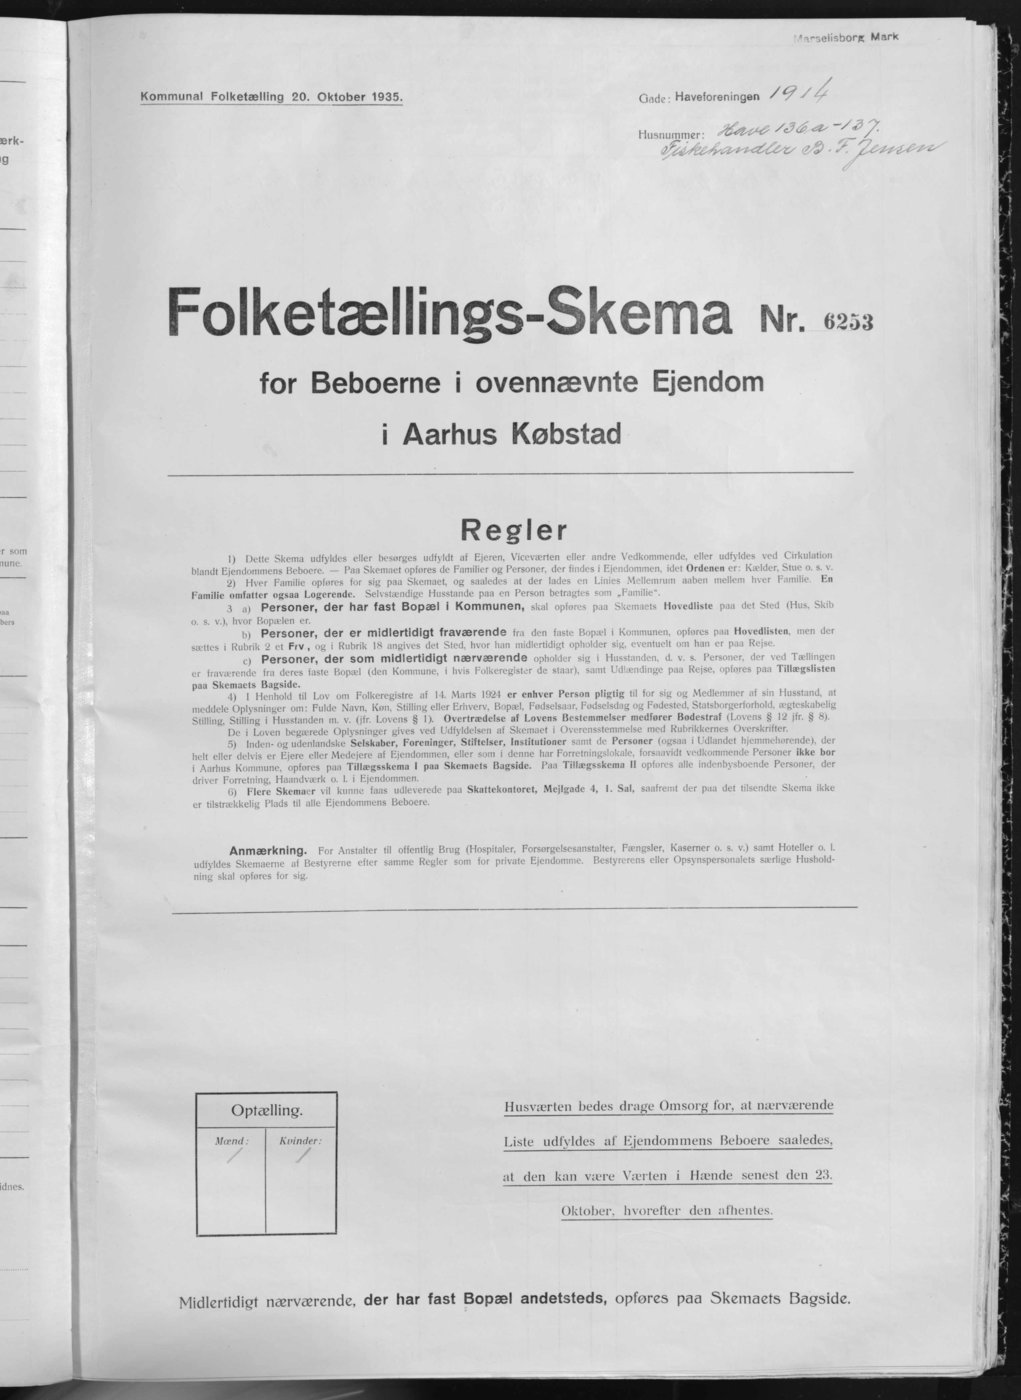 Marselisborg Mark
Kommunal Folketælling 20. Oktober 1935.
Gade: Haveforeningen 1914
Husnummer: Have 136a-137.
Fiskehandler B. F. Jensen
Folketællings-Skema Nr. 6253
for Beboerne i ovennævnte Ejendom
i Aarhus Købstad
Regler
1) Dette Skema udfyldes eller besørges udfyldt af Ejeren, Viceværten eller andre Vedkommende, eller udfyldes ved Cirkulation
blandt Ejendommens Beboere. — Paa Skemaet opføres de Familier og Personer, der findes i Ejendommen, idet Ordenen er: Kælder, Stue o. s. v.
2) Hver Familie opføres for sig paa Skemaet, og saaledes at der lades en Linies Mellemrum aaben mellem hver Familie. En
Familie omfatter ogsaa Logerende. Selvstændige Husstande paa en Person betragtes som „Familie“.
3 a) Personer, der har fast Bopæl i Kommunen, skal opføres paa Skemaets Hovedliste paa det Sted (Hus, Skib
o. s. v.), hvor Bopælen er.
b) Personer, der er midlertidigt fraværende fra den faste Bopæl i Kommunen, opføres paa Hovedlisten, men der
sættes i Rubrik 2 et Frv., og i Rubrik 18 angives det Sted, hvor han midlertidigt opholder sig, eventuelt om han er paa Rejse.
c) Personer, der som midlertidigt nærværende opholder sig i Husstanden, d. v. s. Personer, der ved Tællingen
er fraværende fra deres faste Bopæl (den Kommune, i hvis Folkeregister de staar), samt Udlændinge paa Rejse, opføres paa Tillægslisten
paa Skemaets Bagside.
4) I Henhold til Lov om Folkeregistre af 14. Marts 1924 er enhver Person pligtig til for sig og Medlemmer af sin Husstand, at
meddele Oplysninger om: Fulde Navn, Køn, Stilling eller Erhverv, Bopæl, Fødselsaar, Fødselsdag og Fødested, Statsborgerforhold, ægteskabelig
Stilling, Stilling i Husstanden m. v. (jfr. Lovens § 1). Overtrædelse af Lovens Bestemmelser medfører Bødestraf (Lovens § 12 jfr. § 8).
De i Loven begærede Oplysninger gives ved Udfyldelsen af Skemaet i Overensstemmelse med Rubrikkernes Overskrifter.
5) Inden- og udenlandske Selskaber, Foreninger, Stiftelser, Institutioner samt de Personer (ogsaa i Udlandet hjemmehørende), der
helt eller delvis er Ejere eller Medejere af Ejendommen, eller som i denne har Forretningslokale, forsaavidt vedkommende Personer ikke bor
i Aarhus Kommune, opføres paa Tillægsskema I paa Skemaets Bagside. Paa Tillægsskema II opføres alle indenbysboende Personer, der
driver Forretning, Haandværk o. l. i Ejendommen.
6) Flere Skemaer vil kunne faas udleverede paa Skattekontoret, Mejlgade 4, 1. Sal, saafremt der paa det tilsendte Skema ikke
er tilstrækkelig Plads til alle Ejendommens Beboere.
Anmærkning. For Anstalter til offentlig Brug (Hospitaler, Forsørgelsesanstalter, Fængsler, Kaserner o. s. v.) samt Hoteller o. l.
udfyldes Skemaerne af Bestyrerne efter samme Regler som for private Ejendomme. Bestyrerens eller Opsynspersonalets særlige Hushold-
ning skal opføres for sig.
Optælling.
Mænd: Kvinder:
1 1
Husværten bedes drage Omsorg for, at nærværende
Liste udfyldes af Ejendommens Beboere saaledes,
at den kan være Værten i Hænde senest den 23.
Oktober, hvorefter den afhentes.
Midlertidigt nærværende, der har fast Bopæl andetsteds, opføres paa Skemaets Bagside.